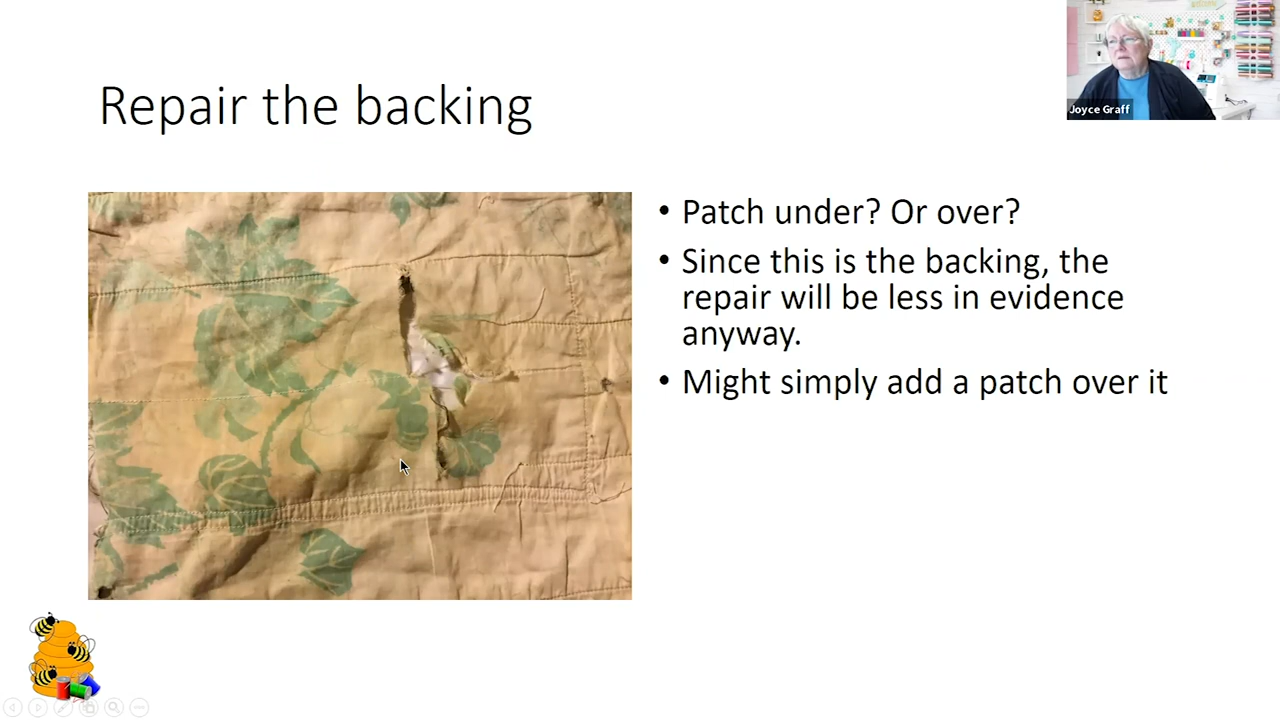 Joyce Graff
Repair the backing
• Patch under? Or over?
• Since this is the backing, the
repair will be less in evidence
anyway.
• Might simply add a patch over it